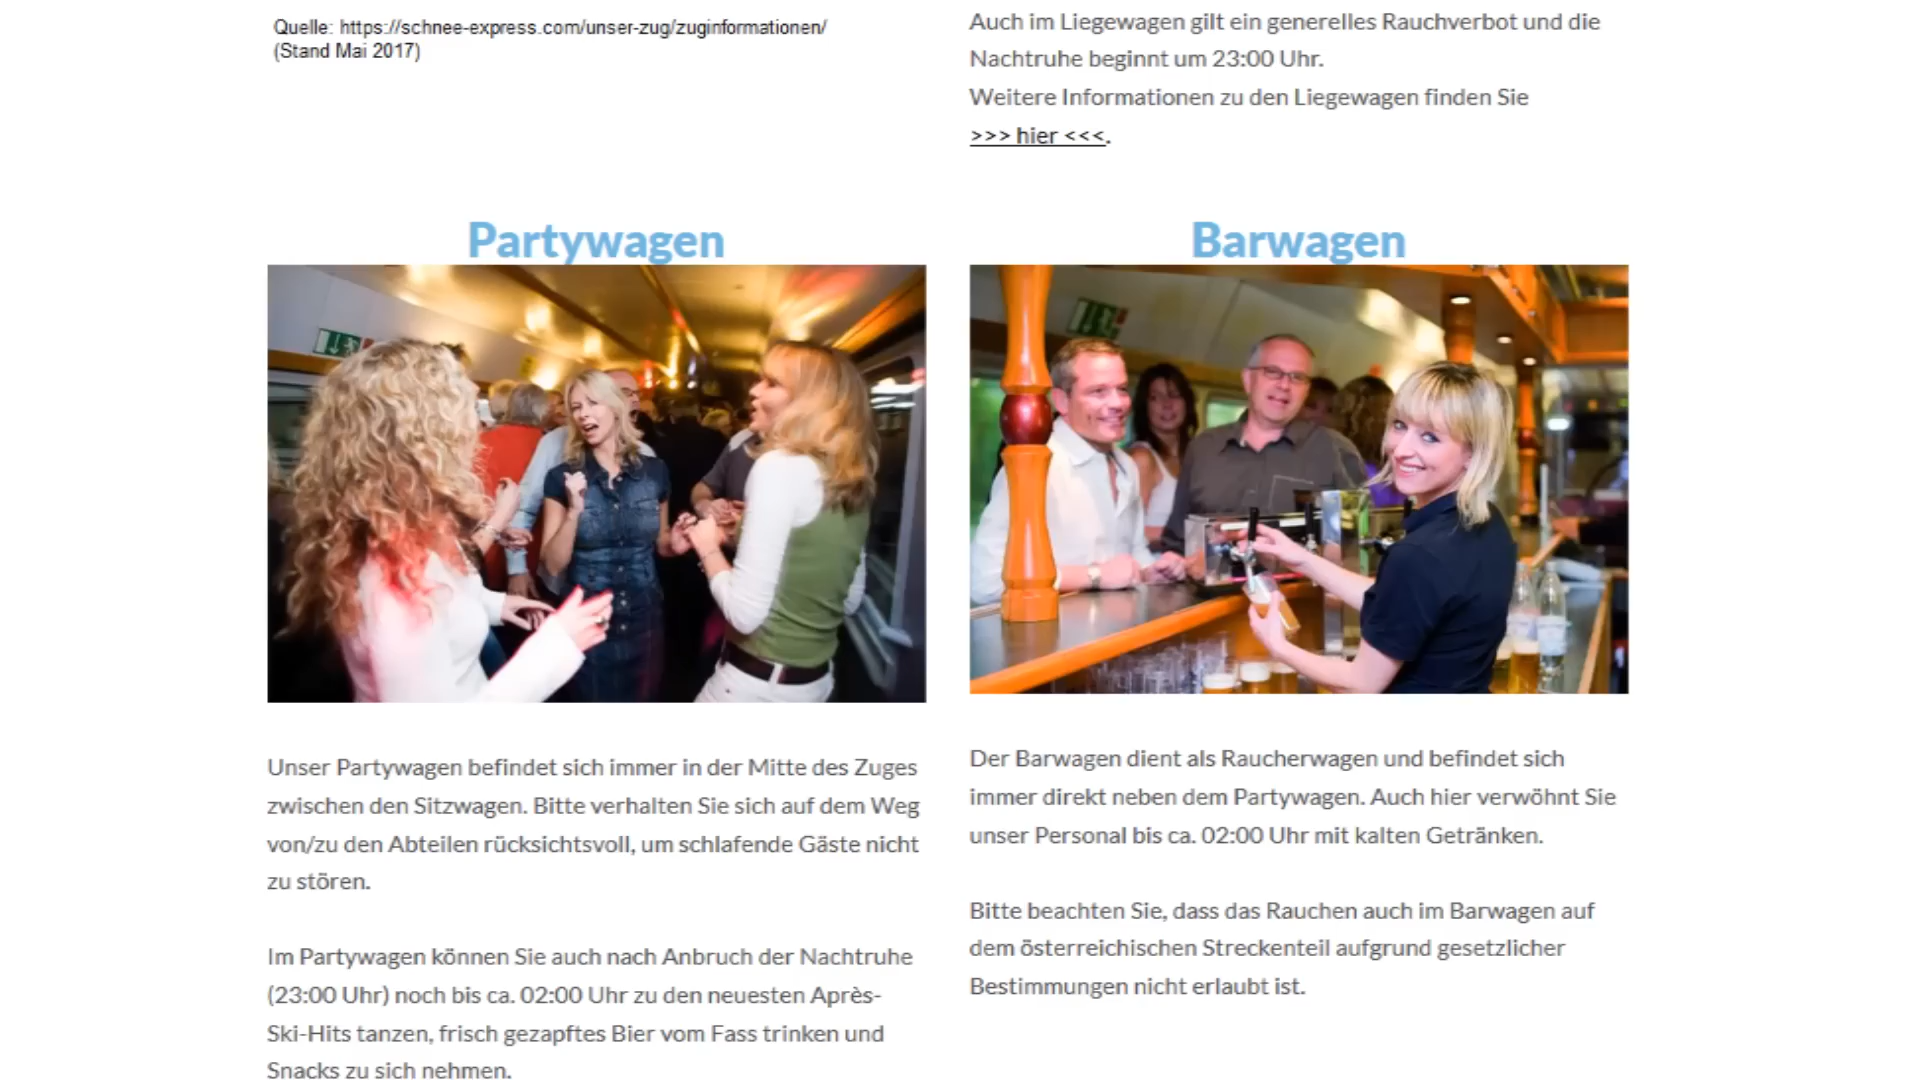 Quelle: https://schnee-express.com/unser-zug/zuginformationen/
(Stand Mai 2017)
Auch im Liegewagen gilt ein generelles Rauchverbot und die
Nachtruhe beginnt um 23:00 Uhr.
Weitere Informationen zu den Liegewagen finden Sie
>>> hier <<<.
Partywagen
Unser Partywagen befindet sich immer in der Mitte des Zuges
zwischen den Sitzwagen. Bitte verhalten Sie sich auf dem Weg
von/zu den Abteilen rücksichtsvoll, um schlafende Gäste nicht
zu stören.
Im Partywagen können Sie auch nach Anbruch der Nachtruhe
(23:00 Uhr) noch bis ca. 02:00 Uhr zu den neuesten Après-
Ski-Hits tanzen, frisch gezapftes Bier vom Fass trinken und
Snacks zu sich nehmen.
Barwagen
Der Barwagen dient als Raucherwagen und befindet sich
immer direkt neben dem Partywagen. Auch hier verwöhnt Sie
unser Personal bis ca. 02:00 Uhr mit kalten Getränken.
Bitte beachten Sie, dass das Rauchen auch im Barwagen auf
dem österreichischen Streckenteil aufgrund gesetzlicher
Bestimmungen nicht erlaubt ist.